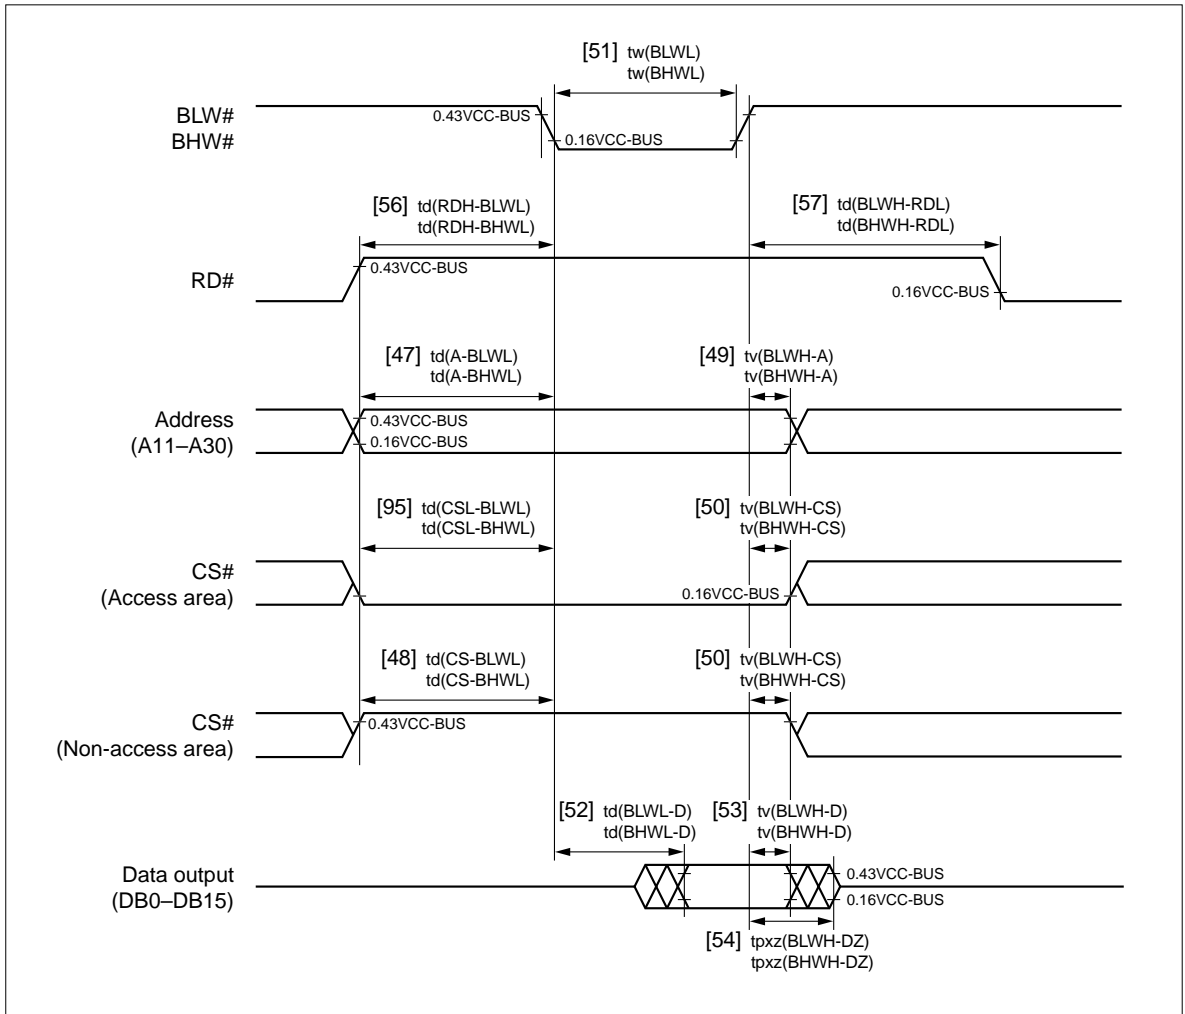 [51] tw(BLWL)
tw(BHWL)
BLW#
BHW#
0.43VCC-BUS
0.16VCC-BUS
[56] td(RDH-BLWL)
td(RDH-BHWL)
[57] td(BLWH-RDL)
td(BHWH-RDL)
RD#
0.43VCC-BUS
0.16VCC-BUS
[47] td(A-BLWL)
td(A-BHWL)
[49] tv(BLWH-A)
tv(BHWH-A)
Address
(A11–A30)
0.43VCC-BUS
0.16VCC-BUS
[95] td(CSL-BLWL)
td(CSL-BHWL)
[50] tv(BLWH-CS)
tv(BHWH-CS)
CS#
(Access area)
0.16VCC-BUS
[48] td(CS-BLWL)
td(CS-BHWL)
[50] tv(BLWH-CS)
tv(BHWH-CS)
CS#
(Non-access area)
0.43VCC-BUS
[52] td(BLWL-D)
td(BHWL-D)
[53] tv(BLWH-D)
tv(BHWH-D)
Data output
(DB0–DB15)
0.43VCC-BUS
0.16VCC-BUS
[54] tpxz(BLWH-DZ)
tpxz(BHWH-DZ)